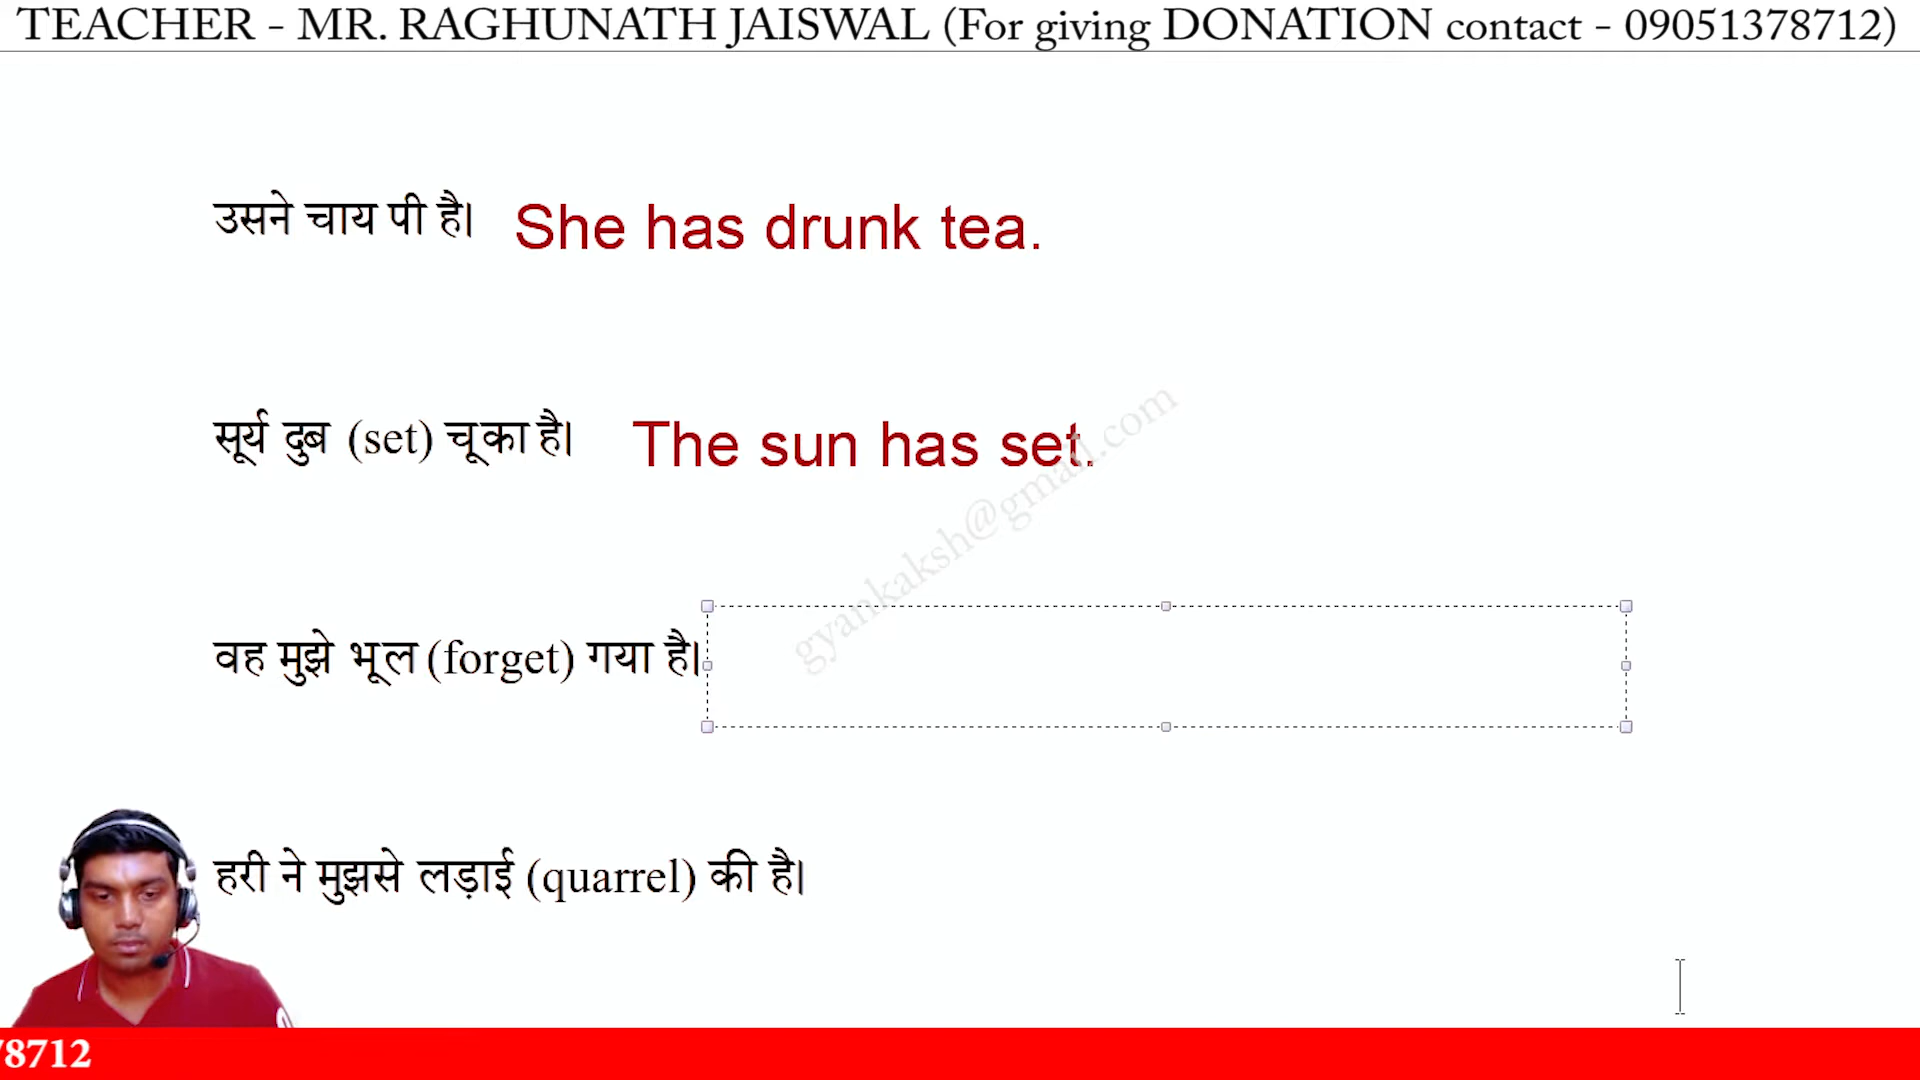 TEACHER - MR. RAGHUNATH JAISWAL (For giving DONATION contact - 09051378712)
उसने चाय पी है। She has drunk tea.
सूर्य दुब (set) चूका है। The sun has set.
gyankaksh@gmail.com
वह मुझे भूल (forget) गया है।
हरी ने मुझसे लड़ाई (quarrel) की है।
78712